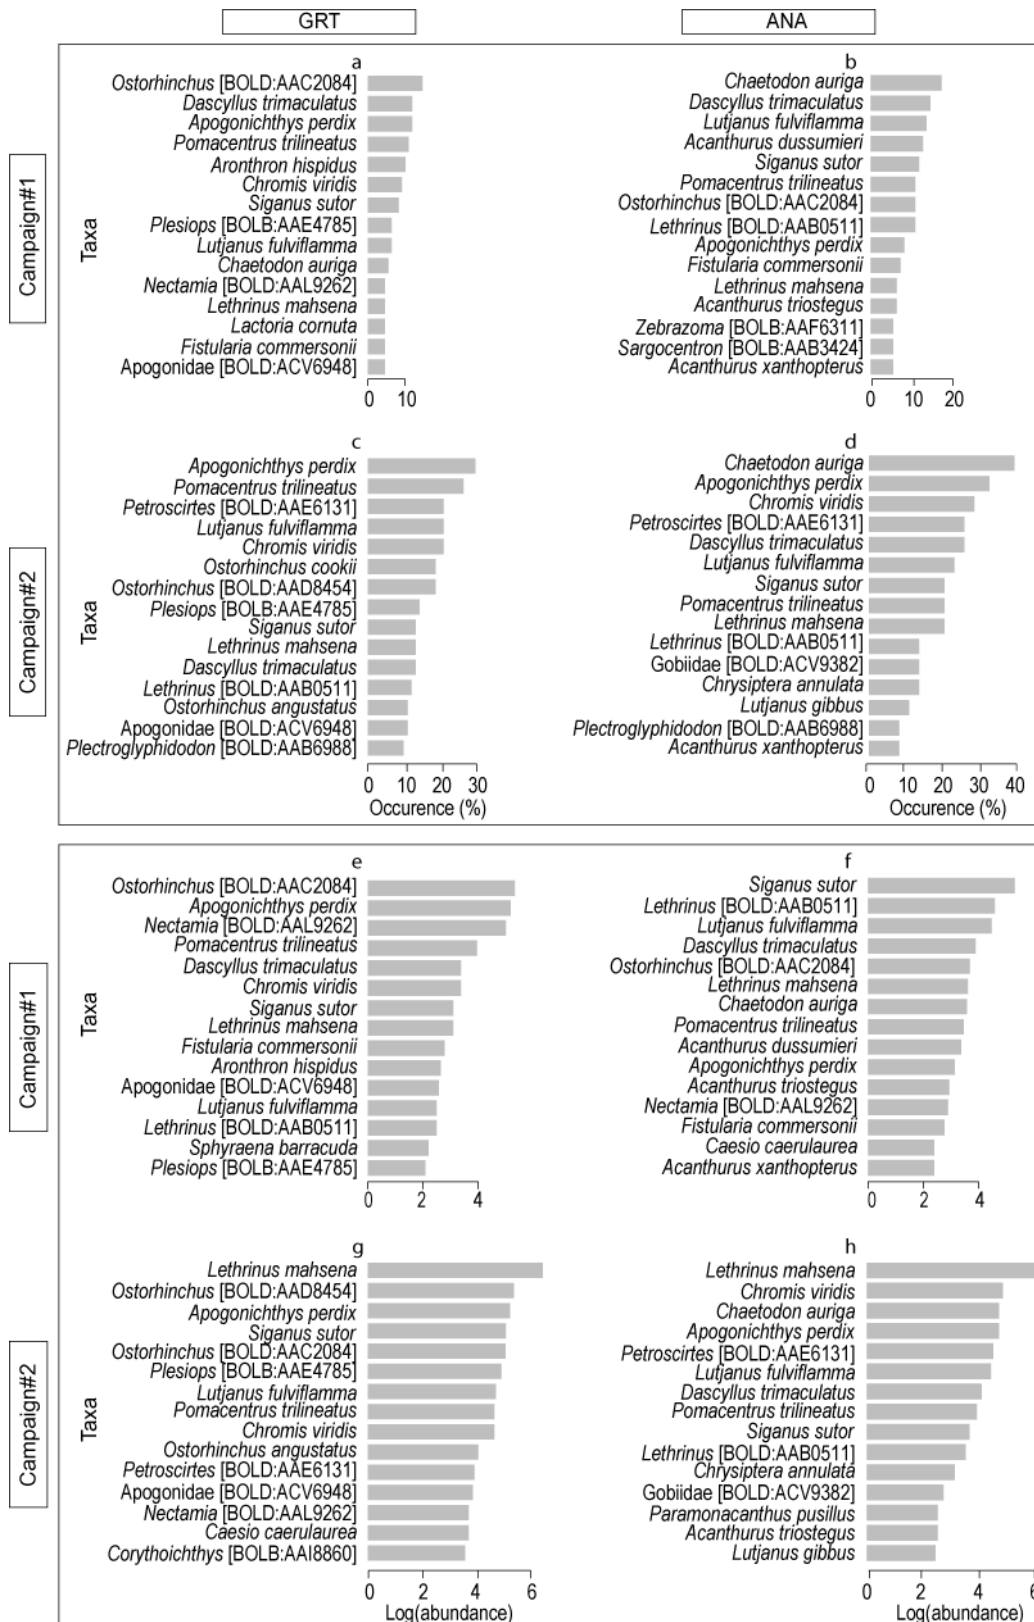 GRT
ANA
Campaign#1
Taxa
a
Ostorhinchus [BOLD:AAC2084]
Dascyllus trimaculatus
Apogonichthys perdix
Pomacentrus trilineatus
Aronthron hispidus
Chromis viridis
Siganus sutor
Plesiops [BOLB:AAE4785]
Lutjanus fulviflamma
Chaetodon auriga
Nectamia [BOLD:AAL9262]
Lethrinus mahsena
Lactoria cornuta
Fistularia commersonii
Apogonidae [BOLD:ACV6948]
0 10
b
Chaetodon auriga
Dascyllus trimaculatus
Lutjanus fulviflamma
Acanthurus dussumieri
Siganus sutor
Pomacentrus trilineatus
Ostorhinchus [BOLD:AAC2084]
Lethrinus [BOLD:AAB0511]
Apogonichthys perdix
Fistularia commersonii
Lethrinus mahsena
Acanthurus triostegus
Zebrazoma [BOLB:AAF6311]
Sargocentron [BOLB:AAB3424]
Acanthurus xanthopterus
0 10 20
Campaign#2
Taxa
c
Apogonichthys perdix
Pomacentrus trilineatus
Petroscirtes [BOLD:AAE6131]
Lutjanus fulviflamma
Chromis viridis
Ostorhinchus cookii
Ostorhinchus [BOLD:AAD8454]
Plesiops [BOLB:AAE4785]
Siganus sutor
Lethrinus mahsena
Dascyllus trimaculatus
Lethrinus [BOLD:AAB0511]
Ostorhinchus angustatus
Apogonidae [BOLD:ACV6948]
Plectroglyphidodon [BOLD:AAB6988]
0 10 20 30
Occurence (%)
d
Chaetodon auriga
Apogonichthys perdix
Chromis viridis
Petroscirtes [BOLD:AAE6131]
Dascyllus trimaculatus
Lutjanus fulviflamma
Siganus sutor
Pomacentrus trilineatus
Lethrinus mahsena
Lethrinus [BOLD:AAB0511]
Gobiidae [BOLD:ACV9382]
Chrysiptera annulata
Lutjanus gibbus
Plectroglyphidodon [BOLD:AAB6988]
Acanthurus xanthopterus
0 10 20 30 40
Occurence (%)
Campaign#1
Taxa
e
Ostorhinchus [BOLD:AAC2084]
Apogonichthys perdix
Nectamia [BOLD:AAL9262]
Pomacentrus trilineatus
Dascyllus trimaculatus
Chromis viridis
Siganus sutor
Lethrinus mahsena
Fistularia commersonii
Aronthron hispidus
Apogonidae [BOLD:ACV6948]
Lutjanus fulviflamma
Lethrinus [BOLD:AAB0511]
Sphyraena barracuda
Plesiops [BOLB:AAE4785]
0 2 4
f
Siganus sutor
Lethrinus [BOLD:AAB0511]
Lutjanus fulviflamma
Dascyllus trimaculatus
Ostorhinchus [BOLD:AAC2084]
Lethrinus mahsena
Chaetodon auriga
Pomacentrus trilineatus
Acanthurus dussumieri
Apogonichthys perdix
Acanthurus triostegus
Nectamia [BOLD:AAL9262]
Fistularia commersonii
Caesio caerulaurea
Acanthurus xanthopterus
0 2 4
Campaign#2
Taxa
g
Lethrinus mahsena
Ostorhinchus [BOLD:AAD8454]
Apogonichthys perdix
Siganus sutor
Ostorhinchus [BOLD:AAC2084]
Plesiops [BOLB:AAE4785]
Lutjanus fulviflamma
Pomacentrus trilineatus
Chromis viridis
Ostorhinchus angustatus
Petroscirtes [BOLD:AAE6131]
Apogonidae [BOLD:ACV6948]
Nectamia [BOLD:AAL9262]
Caesio caerulaurea
Corythoichthys [BOLB:AAI8860]
0 2 4 6
Log(abundance)
h
Lethrinus mahsena
Chromis viridis
Chaetodon auriga
Apogonichthys perdix
Petroscirtes [BOLD:AAE6131]
Lutjanus fulviflamma
Dascyllus trimaculatus
Pomacentrus trilineatus
Siganus sutor
Lethrinus [BOLD:AAB0511]
Chrysiptera annulata
Gobiidae [BOLD:ACV9382]
Paramonacanthus pusillus
Acanthurus triostegus
Lutjanus gibbus
0 2 4 6
Log(abundance)